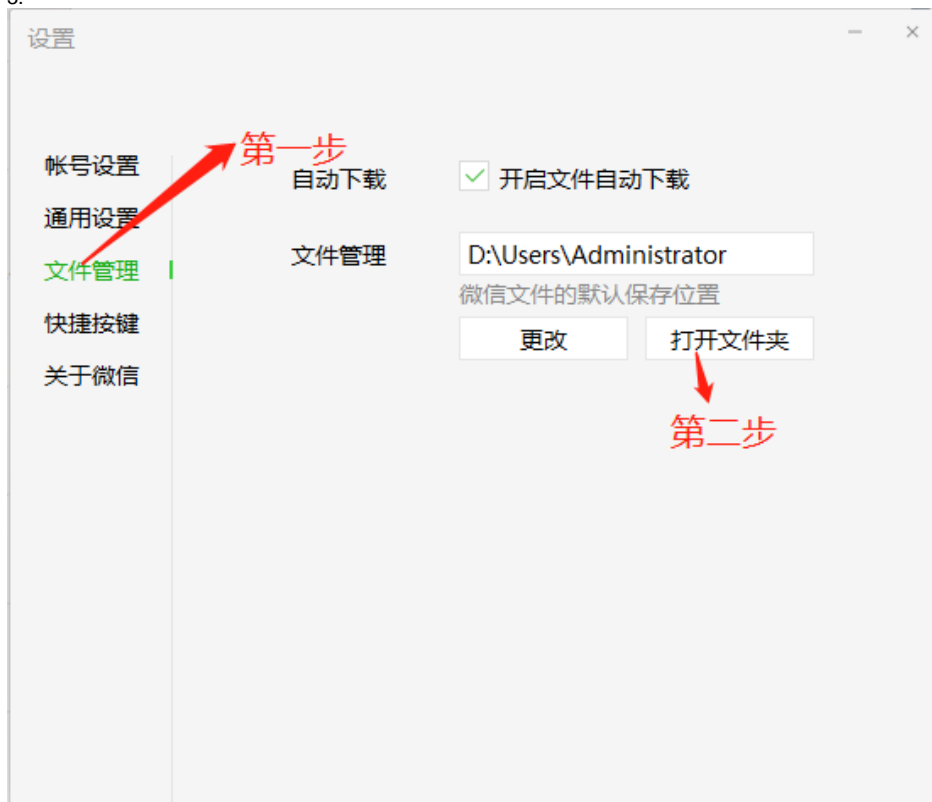 设置
帐号设置
通用设置
文件管理
快捷按键
关于微信
第一步
自动下载
开启文件自动下载
文件管理
D:\Users\Administrator
微信文件的默认保存位置
更改
打开文件夹
第二步